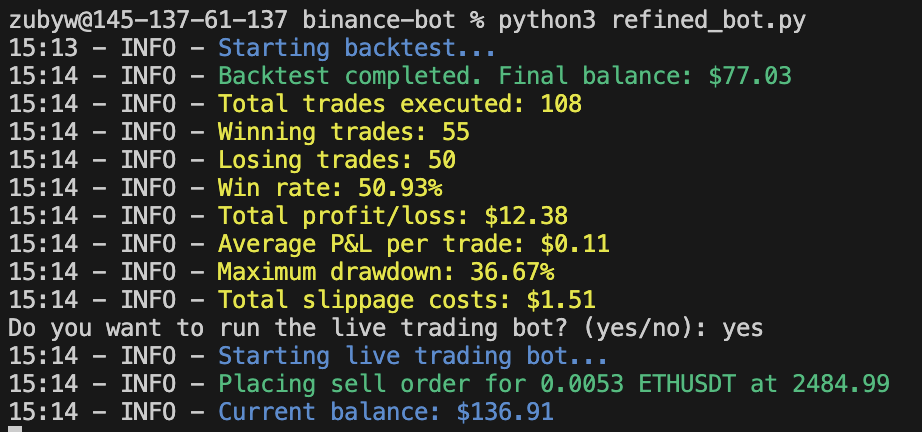 zubyw@145-137-61-137 binance-bot % python3 refined_bot.py
15:13 - INFO - Starting backtest...
15:14 - INFO - Backtest completed. Final balance: $77.03
15:14 - INFO - Total trades executed: 108
15:14 - INFO - Winning trades: 55
15:14 - INFO - Losing trades: 50
15:14 - INFO - Win rate: 50.93%
15:14 - INFO - Total profit/loss: $12.38
15:14 - INFO - Average P&L per trade: $0.11
15:14 - INFO - Maximum drawdown: 36.67%
15:14 - INFO - Total slippage costs: $1.51
Do you want to run the live trading bot? (yes/no): yes
15:14 - INFO - Starting live trading bot...
15:14 - INFO - Placing sell order for 0.0053 ETHUSDT at 2484.99
15:14 - INFO - Current balance: $136.91